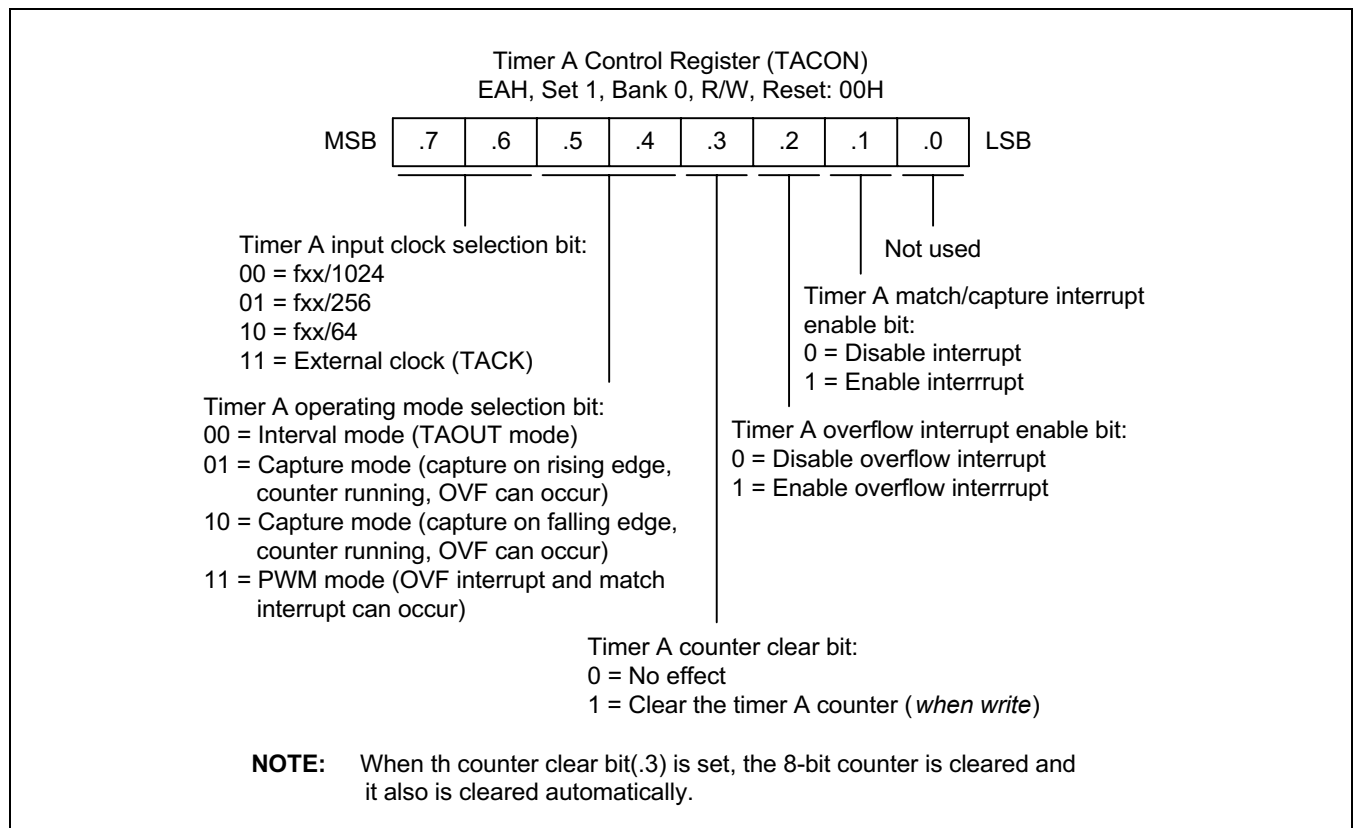 Timer A Control Register (TACON)
EAH, Set 1, Bank 0, R/W, Reset: 00H
MSB .7 .6 .5 .4 .3 .2 .1 .0 LSB
Timer A input clock selection bit:
00 = fxx/1024
01 = fxx/256
10 = fxx/64
11 = External clock (TACK)
Timer A operating mode selection bit:
00 = Interval mode (TAOUT mode)
01 = Capture mode (capture on rising edge,
counter running, OVF can occur)
10 = Capture mode (capture on falling edge,
counter running, OVF can occur)
11 = PWM mode (OVF interrupt and match
interrupt can occur)
Not used
Timer A match/capture interrupt
enable bit:
0 = Disable interrupt
1 = Enable interrrupt
Timer A overflow interrupt enable bit:
0 = Disable overflow interrupt
1 = Enable overflow interrrupt
Timer A counter clear bit:
0 = No effect
1 = Clear the timer A counter (when write)
NOTE: When th counter clear bit(.3) is set, the 8-bit counter is cleared and
it also is cleared automatically.